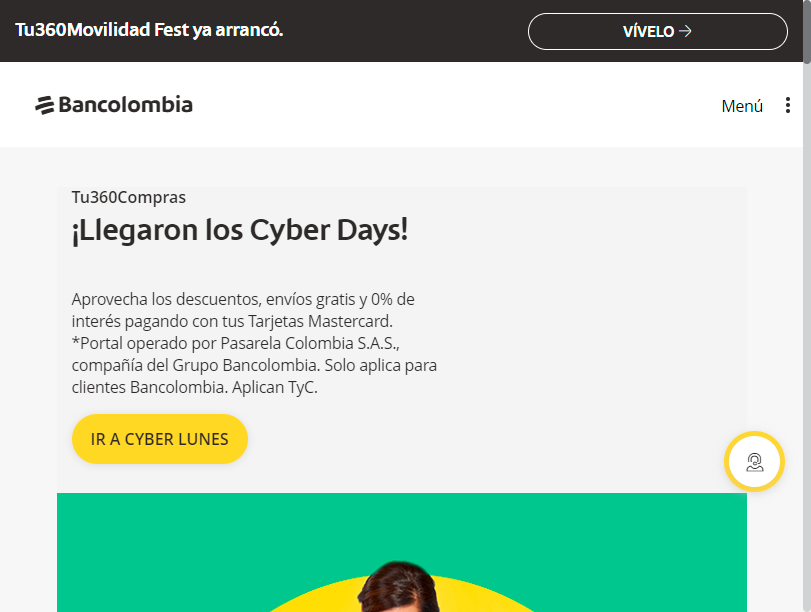 Tu360Movilidad Fest ya arrancó.
VÍVELO →
Bancolombia
Menú
Tu360Compras
¡Llegaron los Cyber Days!
Aprovecha los descuentos, envíos gratis y 0% de
interés pagando con tus Tarjetas Mastercard.
*Portal operado por Pasarela Colombia S.A.S.,
compañía del Grupo Bancolombia. Solo aplica para
clientes Bancolombia. Aplican TyC.
IR A CYBER LUNES